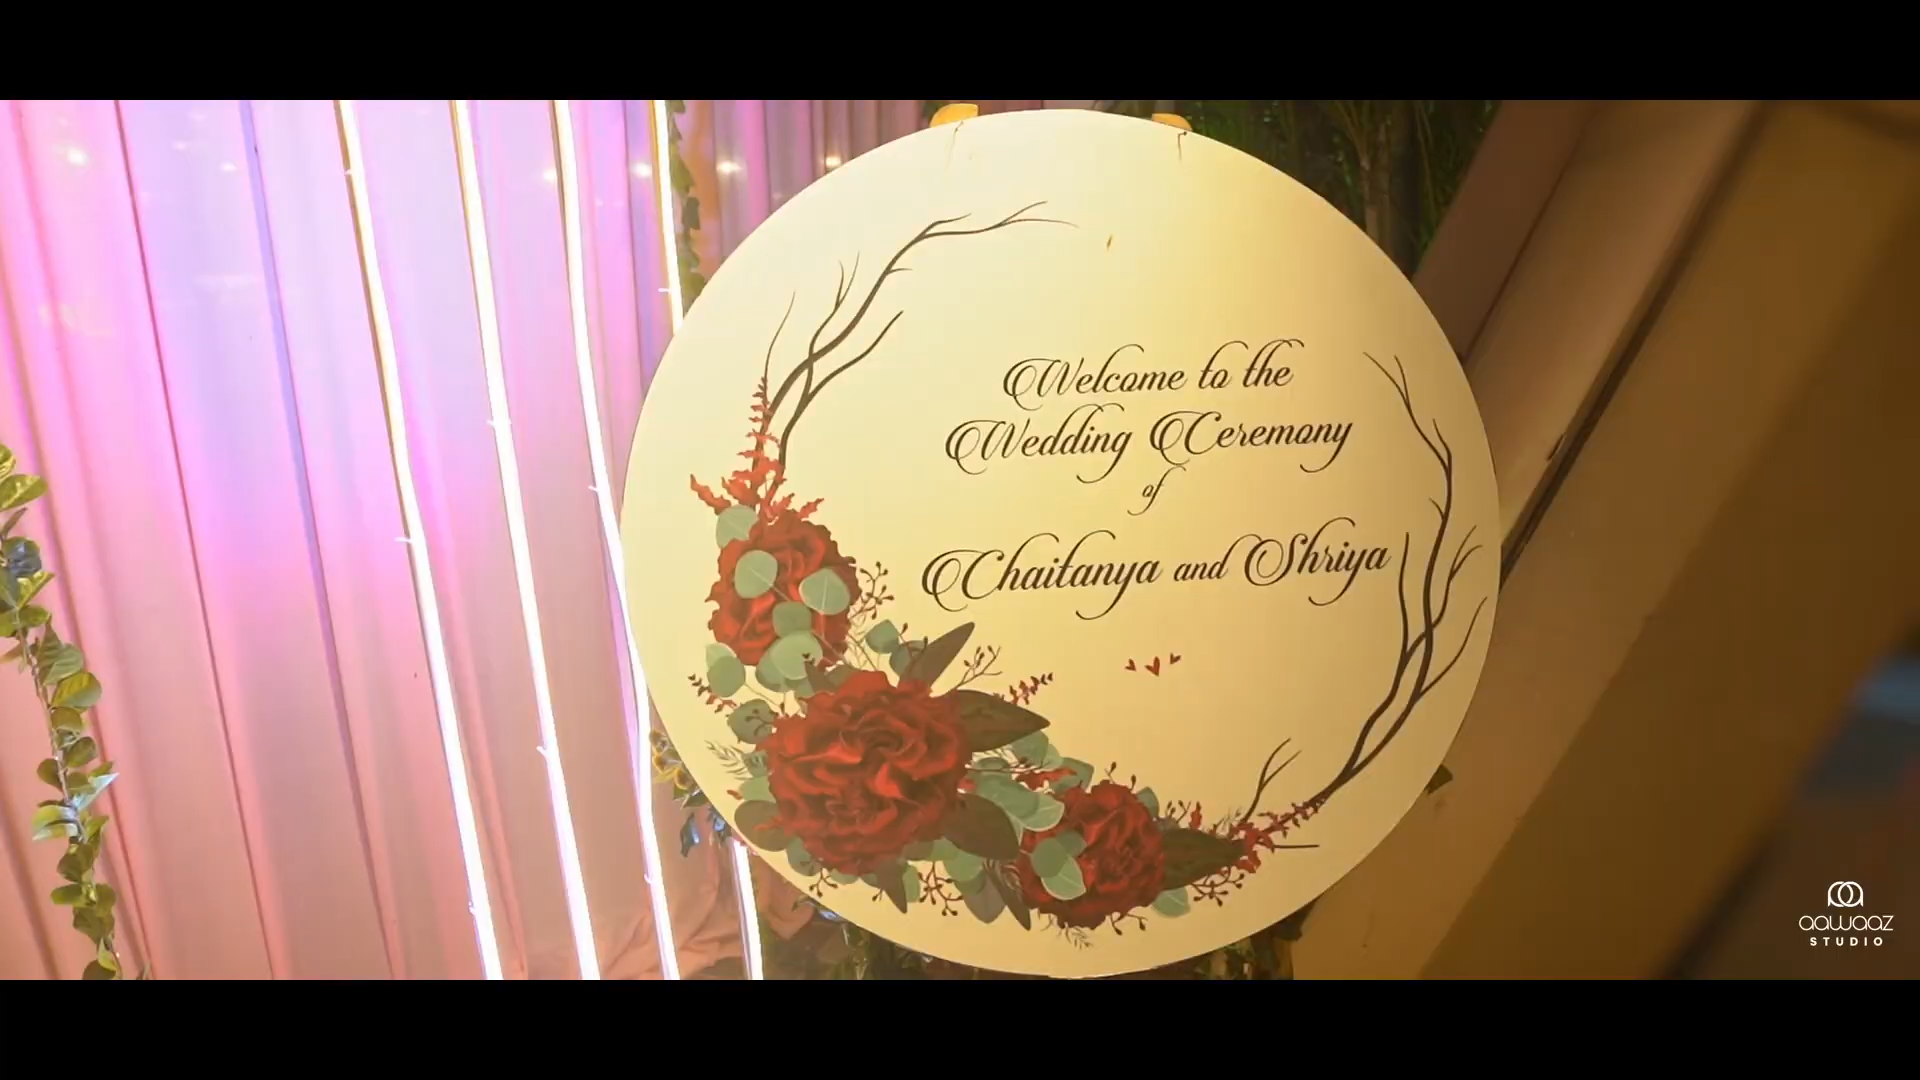 Welcome to the
Wedding Ceremony
of
Chaitanya and Shriya
aawaaz
STUDIO